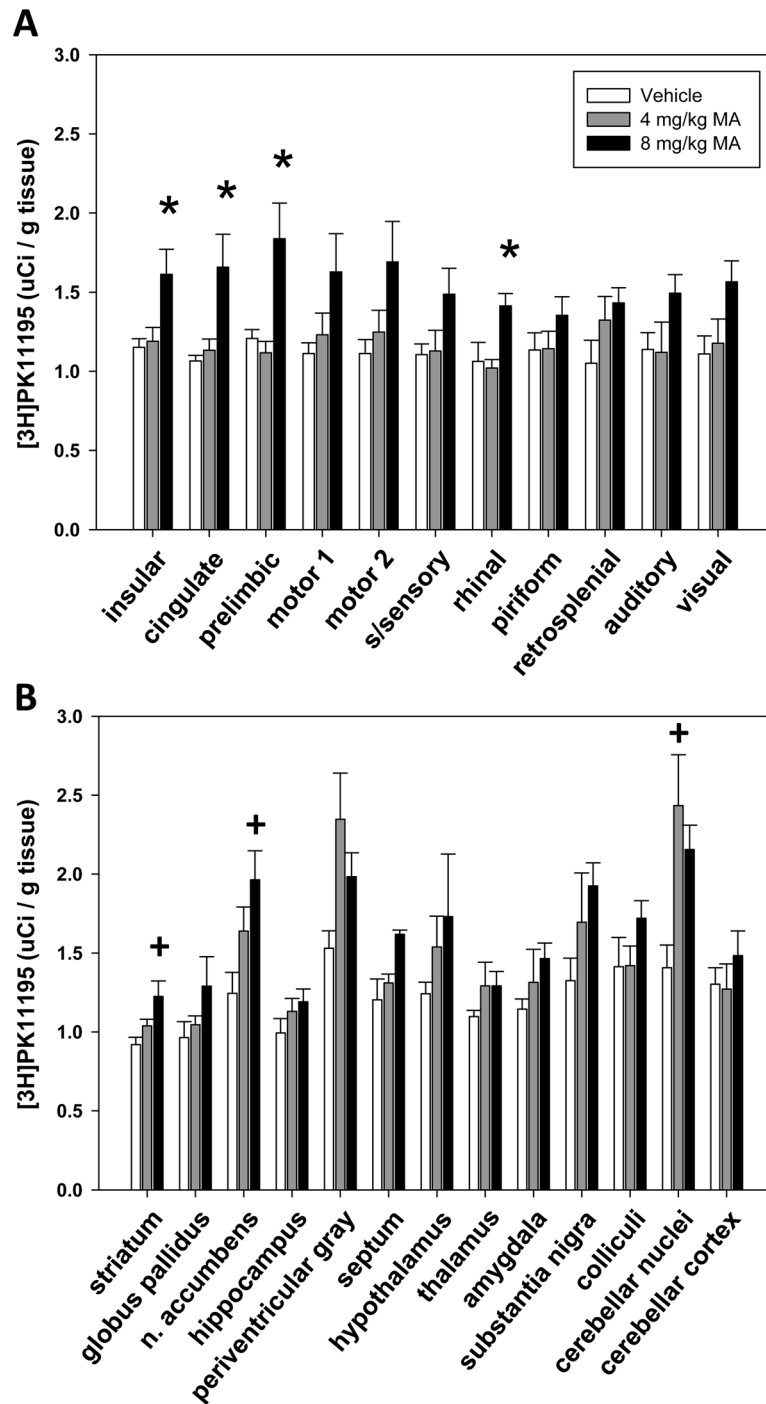 A
[3H]PK11195 (uCi / g tissue)
3.0
2.5
2.0
1.5
1.0
0.5
0.0
Vehicle
4 mg/kg MA
8 mg/kg MA
*
*
*
*
insular
cingulate
prelimbic
motor 1
motor 2
s/sensory
rhinal
piriform
retrosplenial
auditory
visual
B
[3H]PK11195 (uCi / g tissue)
3.0
2.5
2.0
1.5
1.0
0.5
0.0
+
+
+
striatum
globus pallidus
n. accumbens
hippocampus
periventricular gray
septum
hypothalamus
thalamus
amygdala
substantia nigra
colliculi
cerebellar nuclei
cerebellar cortex